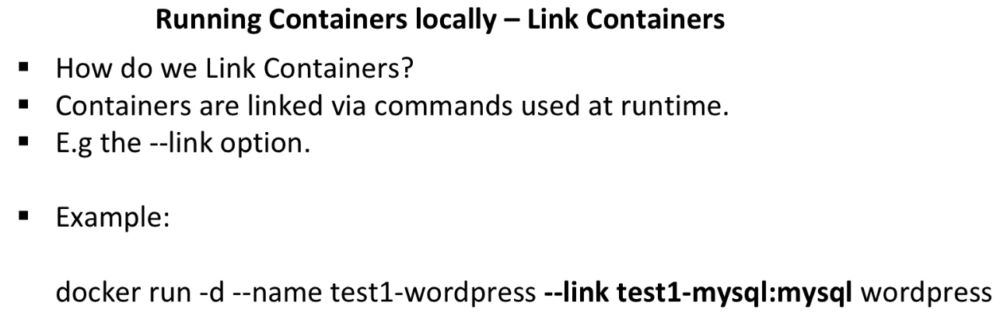 Running Containers locally – Link Containers
▪ How do we Link Containers?
▪ Containers are linked via commands used at runtime.
▪ E.g the --link option.
▪ Example:
docker run -d --name test1-wordpress --link test1-mysql:mysql wordpress